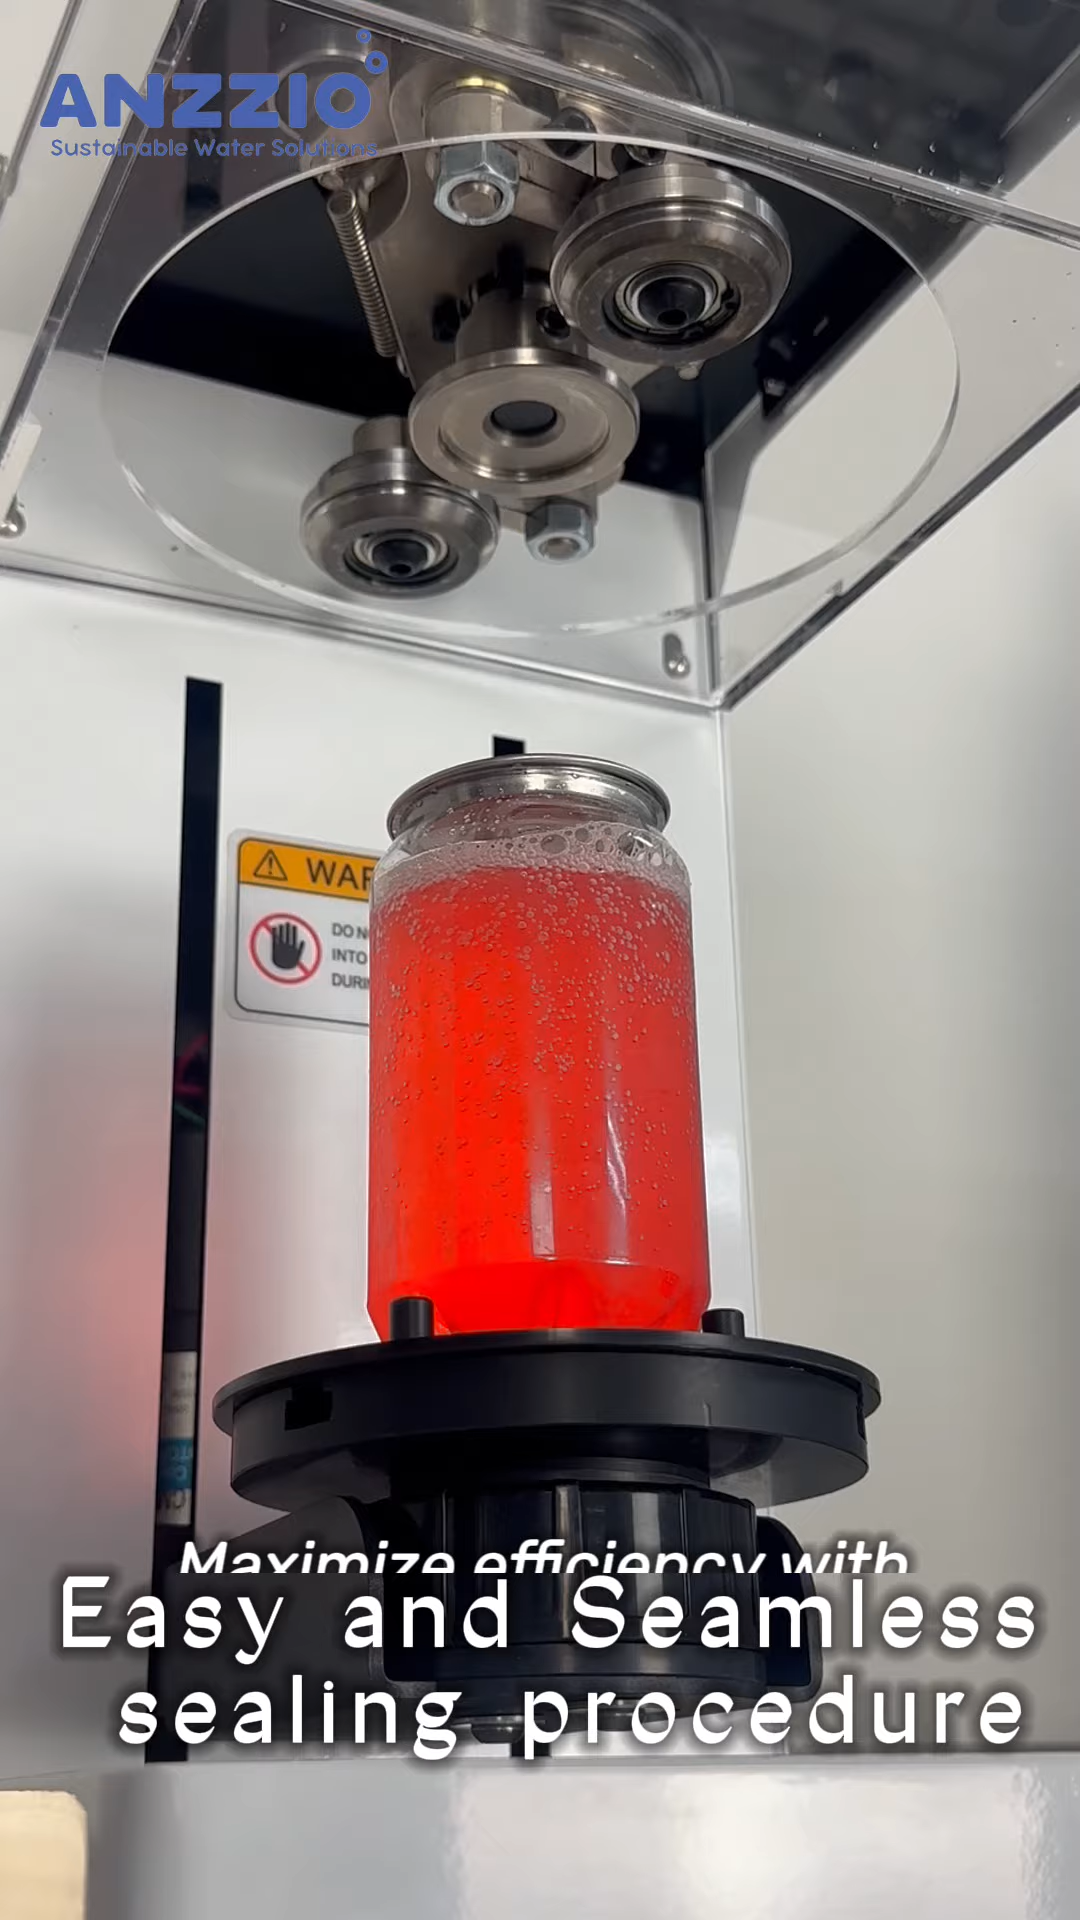 ANZZIO
Sustainable Water Solutions
WAR
DO N
INTO
DURI
Maximize efficiency with
Easy and Seamless
sealing procedure